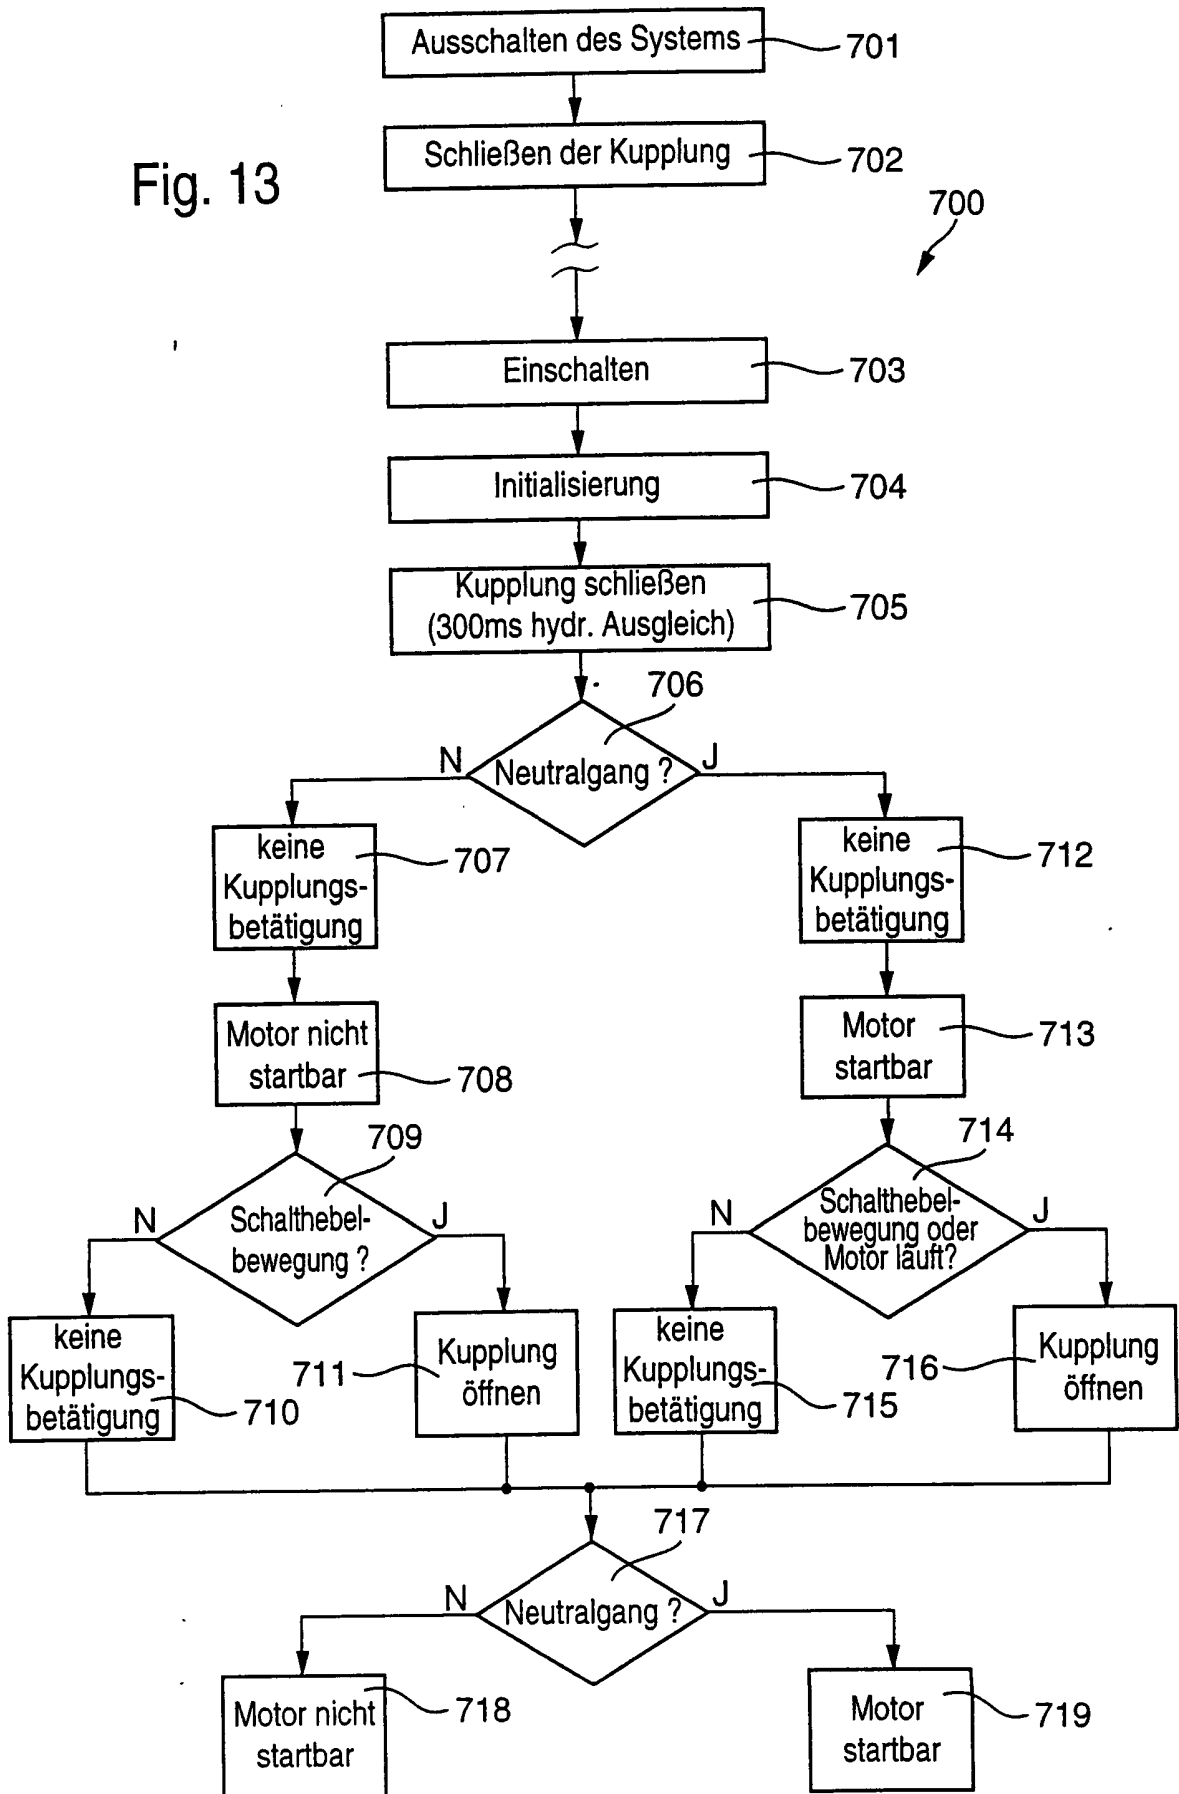 Ausschalten des Systems
701
Schließen der Kupplung
702
Fig. 13
700
Einschalten
703
Initialisierung
704
Kupplung schließen
(300ms hydr. Ausgleich)
705
706
N
Neutralgang ?
J
keine
Kupplungs-
betätigung
707
keine
Kupplungs-
betätigung
712
Motor nicht
startbar
708
Motor
startbar
713
709
N
Schalthebel-
bewegung ?
J
714
N
Schalthebel-
bewegung oder
Motor läuft?
J
keine
Kupplungs-
betätigung
710
711
Kupplung
öffnen
keine
Kupplungs-
betätigung
715
716
Kupplung
öffnen
717
N
Neutralgang ?
J
Motor nicht
startbar
718
Motor
startbar
719